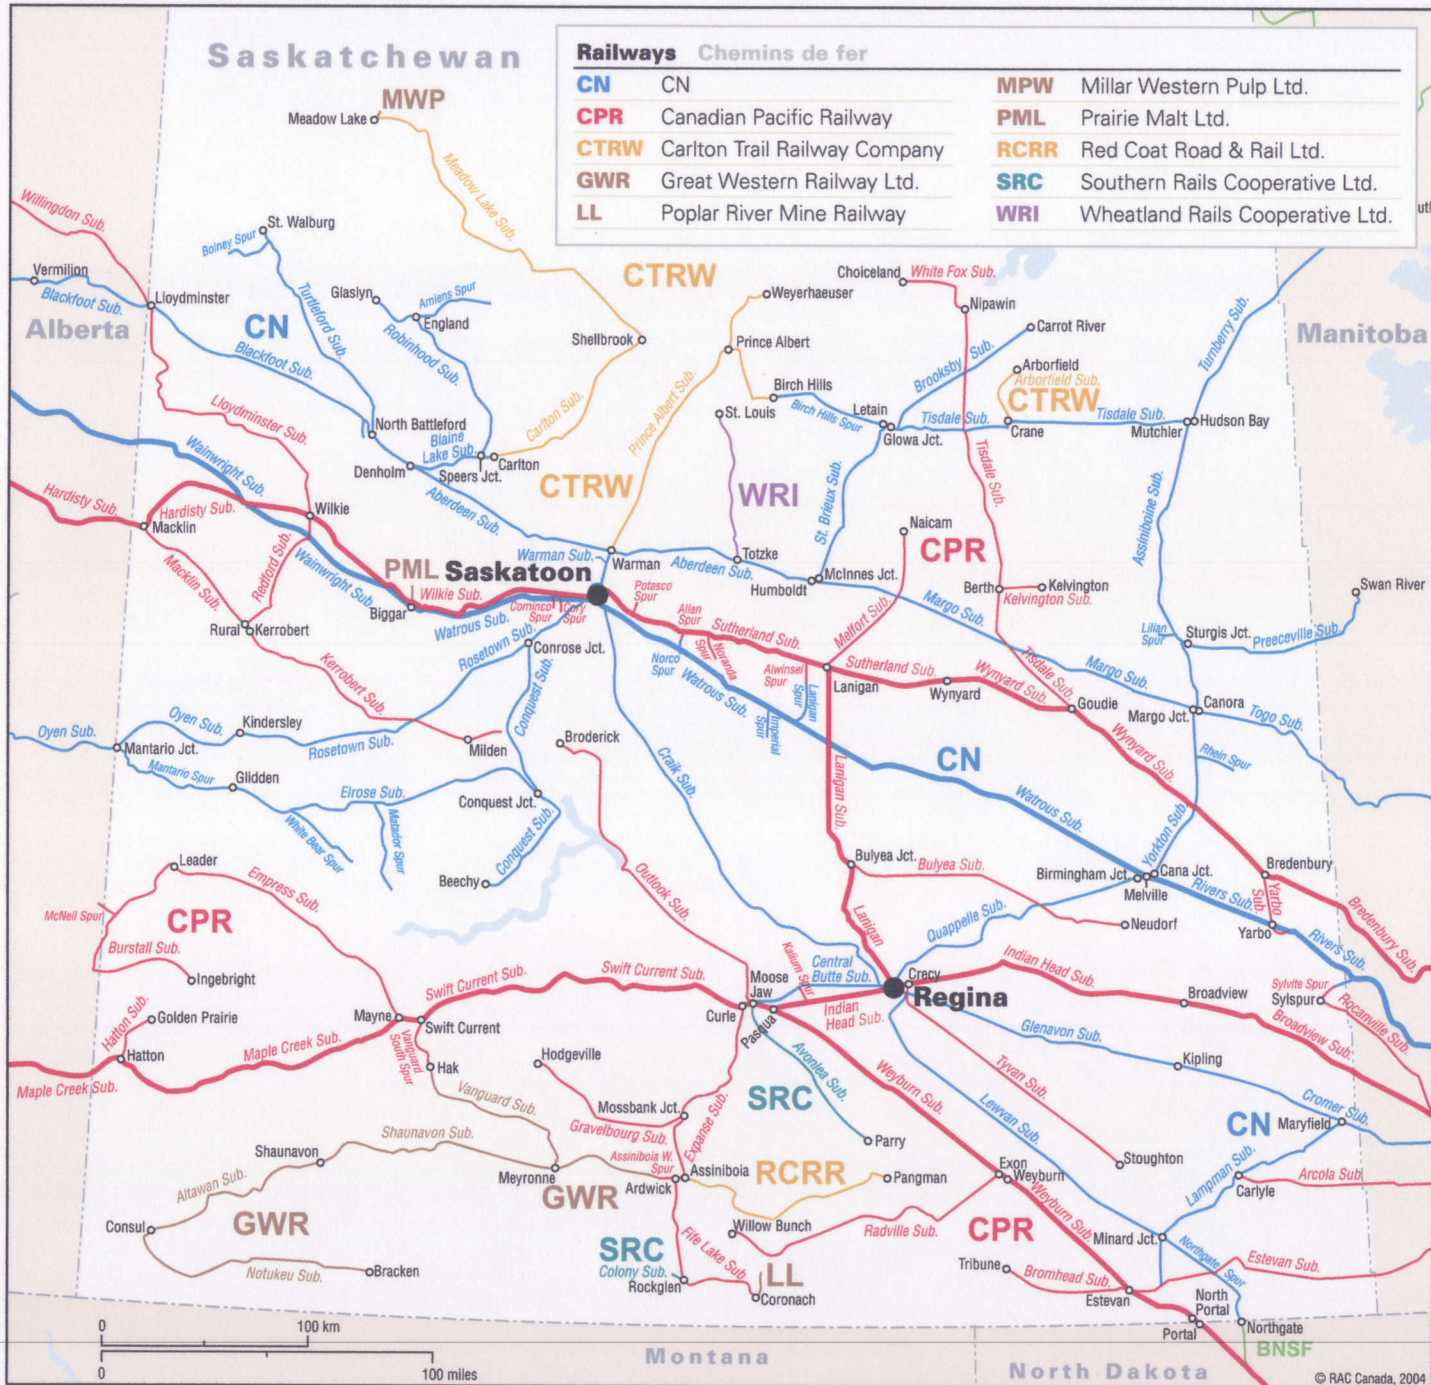 Saskatchewan
Railways Chemins de fer
CN CN
CPR Canadian Pacific Railway
CTRW Carlton Trail Railway Company
GWR Great Western Railway Ltd.
LL Poplar River Mine Railway
MPW Millar Western Pulp Ltd.
PML Prairie Malt Ltd.
RCRR Red Coat Road & Rail Ltd.
SRC Southern Rails Cooperative Ltd.
WRI Wheatland Rails Cooperative Ltd.
MWP
Meadow Lake
Meadow Lake Sub.
Willingdon Sub.
St. Walburg
Bolney Spur
Vermilion
Blackfoot Sub.
Lloydminster
Alberta
CN
Turtleford Sub.
Glaslyn
Amiens Spur
England
Robinhood Sub.
Blackfoot Sub.
CTRW
Shellbrook
Weyerhaeuser
Prince Albert
Choiceland
White Fox Sub.
Nipawin
Carrot River
Brooksby Sub.
Turnberry Sub.
Manitoba
Arborfield
Arborfield Sub.
CTRW
Birch Hills
Birch Hills Spur
Letain
Glowa Jct.
Tisdale Sub.
Crane
Tisdale Sub.
Mutchler
Hudson Bay
Lloydminster Sub.
North Battleford
Blaine
Lake Sub.
Denholm
Speers Jct.
Carlton
Carlton Sub.
Prince Albert Sub.
St. Louis
Wainwright Sub.
Hardisty Sub.
Hardisty Sub.
Macklin
Wilkie
Aberdeen Sub.
CTRW
WRI
St. Brieux Sub.
Tisdale Sub.
Assiniboine Sub.
Naicam
CPR
Macklin Sub.
Redford Sub.
Wainwright Sub.
PML
Saskatoon
Wilkie Sub.
Warman Sub.
Warman
Aberdeen Sub.
Totzke
Humboldt
McInnes Jct.
Berth
Kelvington
Kelvington Sub.
Swan River
Biggar
Watrous Sub.
Cominco
Spur
Cory
Spur
Potasco
Spur
Allan
Spur
Sutherland Sub.
Melfort Sub.
Margo Sub.
Lilian
Spur
Sturgis Jct.
Preeceville Sub.
Rural
Kerrobert
Kerrobert Sub.
Rosetown Sub.
Conrose Jct.
Norco
Spur
Noranda
Spur
Alwinsel
Spur
Sutherland Sub.
Lanigan
Wynyard
Wynyard Sub.
Tisdale Sub.
Goudie
Margo Sub.
Margo Jct.
Canora
Togo Sub.
Oyen Sub.
Oyen Sub.
Mantario Jct.
Kindersley
Rosetown Sub.
Milden
Conquest Sub.
Broderick
Watrous Sub.
Imperial
Spur
Lanigan
Spur
Craik Sub.
CN
Wynyard Sub.
Rhein Spur
Mantario Spur
Glidden
Elrose Sub.
White Bear Spur
Matador Spur
Conquest Jct.
Conquest Sub.
Beechy
Lanigan Sub.
Watrous Sub.
Yorkton Sub.
Leader
Empress Sub.
McNeil Spur
CPR
Burstall Sub.
Ingebright
Outlook Sub.
Bulyea Jct.
Bulyea Sub.
Birmingham Jct.
Cana Jct.
Melville
Bredenbury
Yarbo
Sub.
Rivers Sub.
Yarbo
Bredenbury Sub.
Neudorf
Quappelle Sub.
Lanigan
Rivers Sub.
Central
Butte Sub.
Kalium Spur
Moose
Jaw
Crecy
Regina
Indian Head Sub.
Sylvite Spur
Sylspur
Broadview
Rocanville Sub.
Hatton Sub.
Golden Prairie
Hatton
Maple Creek Sub.
Maple Creek Sub.
Mayne
Swift Current Sub.
Swift Current Sub.
Swift Current
Curle
Pasqua
Indian
Head Sub.
Glenavon Sub.
Broadview Sub.
Vanguard
South Spur
Hak
Hodgeville
Vanguard Sub.
Avonlea Sub.
SRC
Weyburn Sub.
Tyvan Sub.
Kipling
Cromer Sub.
CN
Maryfield
Mossbank Jct.
Gravelbourg Sub.
Expanse Sub.
Parry
Lewvan Sub.
Shaunavon
Shaunavon Sub.
Altawan Sub.
Meyronne
Assiniboia W.
Spur
Assiniboia
Ardwick
GWR
RCRR
Pangman
Exon
Weyburn
Stoughton
Lampman Sub.
Carlyle
Arcola Sub
Consul
GWR
Notukeu Sub.
Bracken
SRC
Colony Sub.
Rockglen
Fife Lake Sub
Willow Bunch
Radville Sub.
CPR
Weyburn Sub.
Minard Jct.
Northgate Spur
Estevan Sub.
LL
Coronach
Tribune
Bromhead Sub.
Estevan
North
Portal
Portal
Northgate
BNSF
0 100 km
0 100 miles
Montana
North Dakota
© RAC Canada, 2004